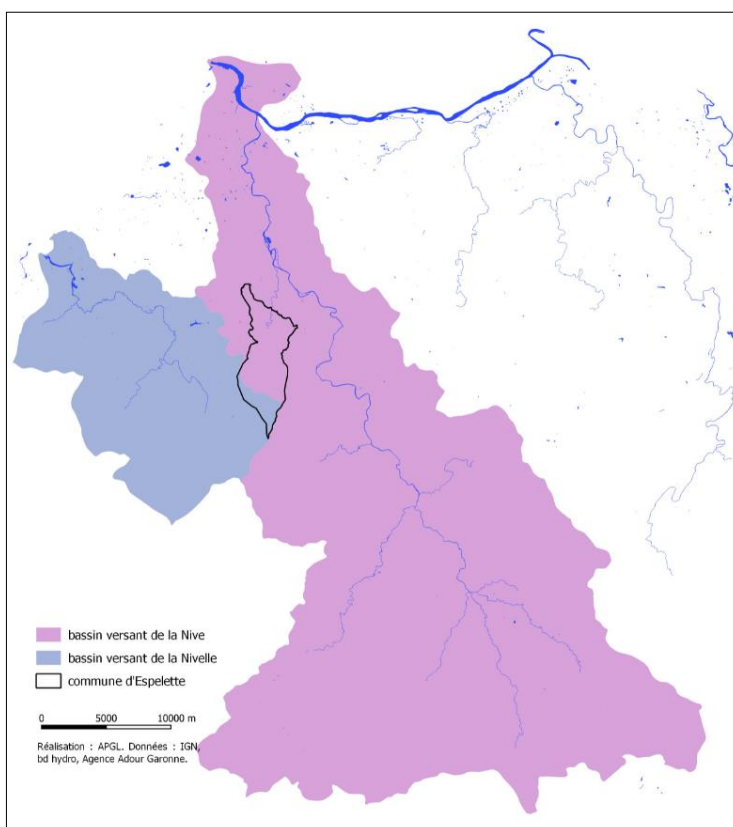 bassin versant de la Nive
bassin versant de la Nivelle
commune d'Espelette
0 5000 10000 m
Réalisation : APGL. Données : IGN,
bd hydro, Agence Adour Garonne.